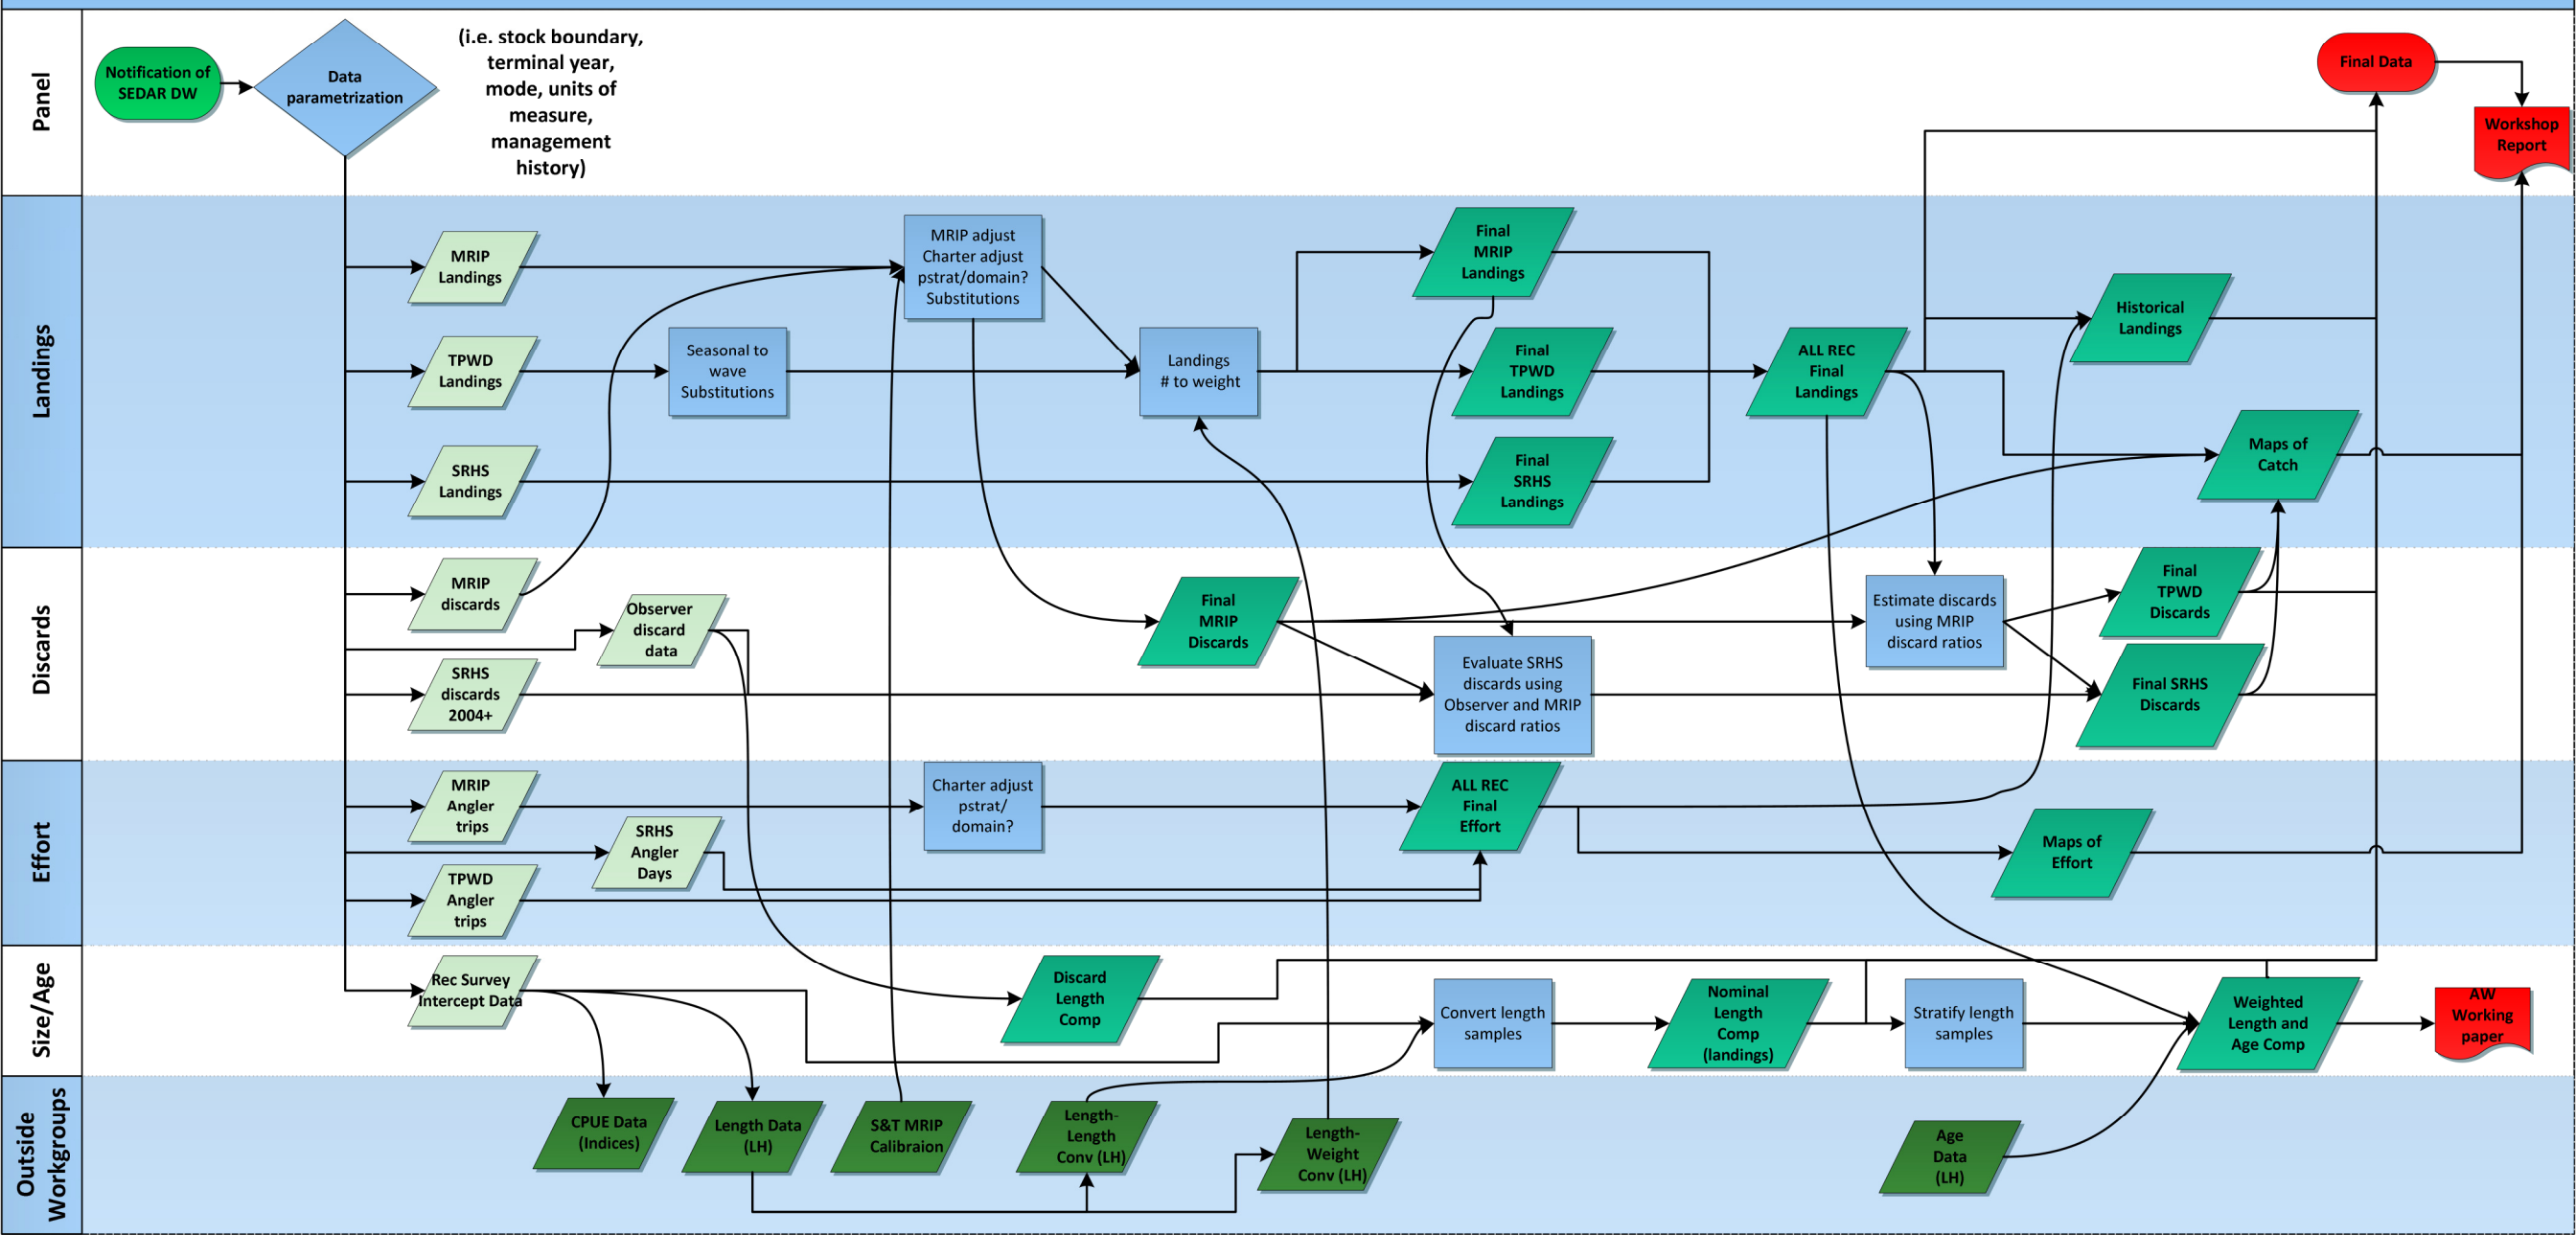 Panel
Notification of
SEDAR DW
Data
parametrization
(i.e. stock boundary,
terminal year,
mode, units of
measure,
management
history)
Final Data
Workshop
Report
Landings
MRIP
Landings
TPWD
Landings
SRHS
Landings
Seasonal to
wave
Substitutions
MRIP adjust
Charter adjust
pstrat/domain?
Substitutions
Landings
# to weight
Final
MRIP
Landings
Final
TPWD
Landings
Final
SRHS
Landings
ALL REC
Final
Landings
Historical
Landings
Maps of
Catch
Discards
MRIP
discards
Observer
discard
data
SRHS
discards
2004+
Final
MRIP
Discards
Evaluate SRHS
discards using
Observer and MRIP
discard ratios
Estimate discards
using MRIP
discard ratios
Final
TPWD
Discards
Final SRHS
Discards
Effort
MRIP
Angler
trips
SRHS
Angler
Days
TPWD
Angler
trips
Charter adjust
pstrat/
domain?
ALL REC
Final
Effort
Maps of
Effort
Size/Age
Rec Survey
Intercept Data
Discard
Length
Comp
Convert length
samples
Nominal
Length
Comp
(landings)
Stratify length
samples
Weighted
Length and
Age Comp
AW
Working
paper
Outside
Workgroups
CPUE Data
(Indices)
Length Data
(LH)
S&T MRIP
Calibraion
Length-
Length
Conv (LH)
Length-
Weight
Conv (LH)
Age
Data
(LH)